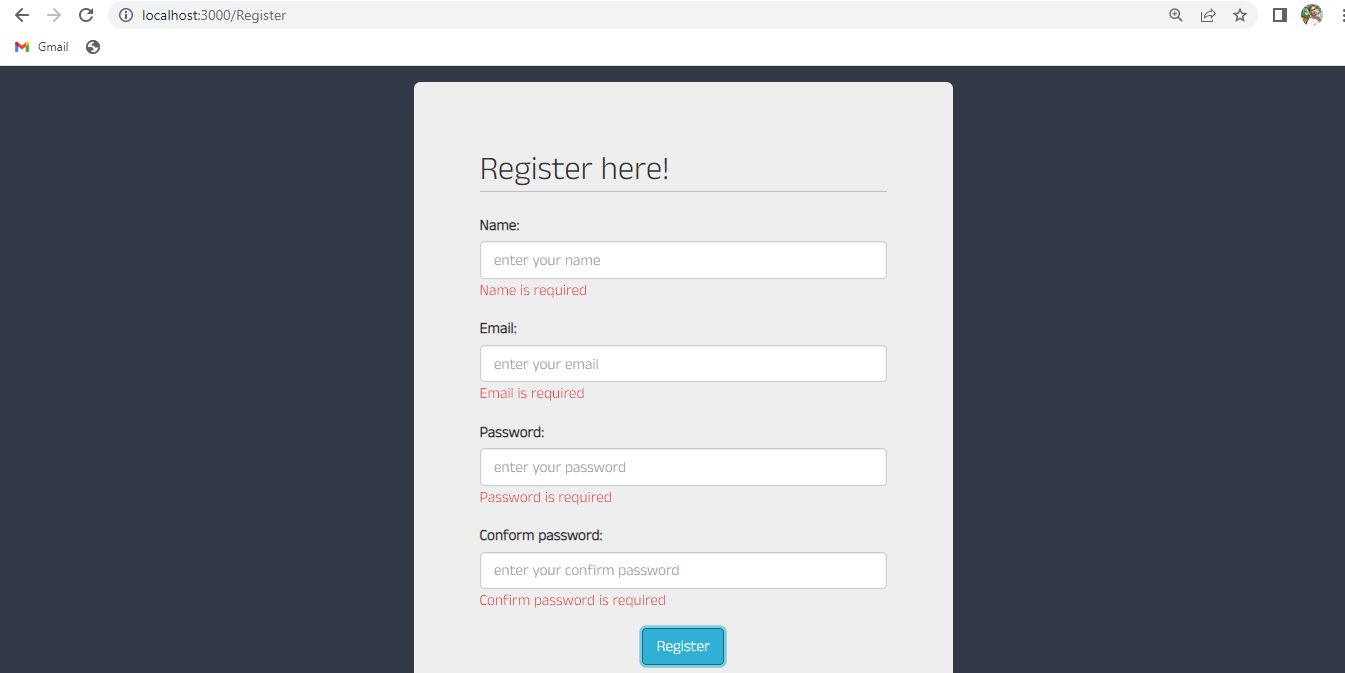 localhost:3000/Register
Gmail
Register here!
Name:
enter your name
Name is required
Email:
enter your email
Email is required
Password:
enter your password
Password is required
Conform password:
enter your confirm password
Confirm password is required
Register